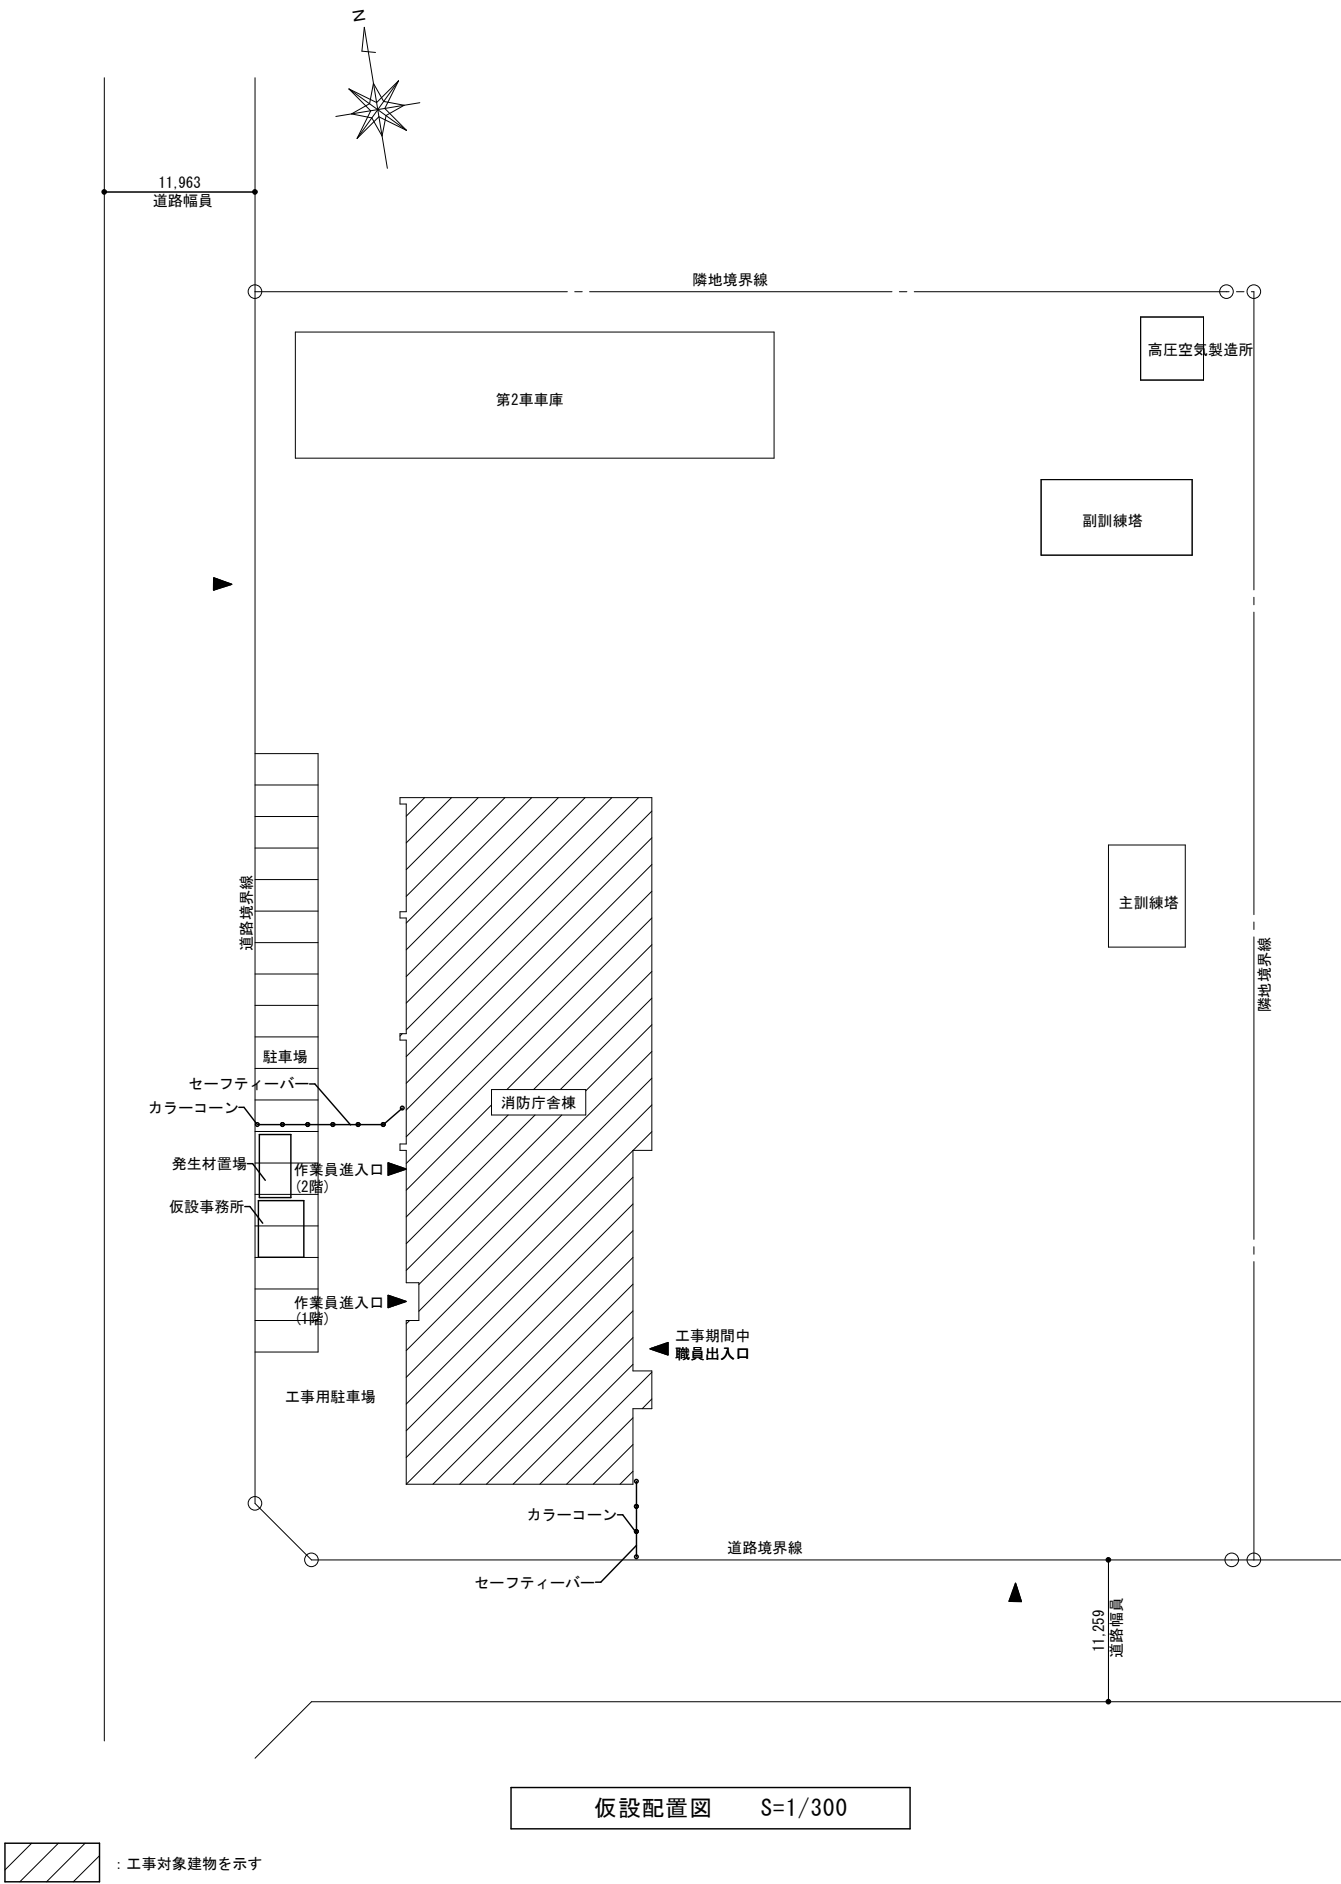 N
11,963
道路幅員
隣地境界線
高圧空気製造所
第2車車庫
副訓練塔
道路境界線
主訓練塔
隣地境界線
駐車場
セーフティーバー
カラーコーン
消防庁舎棟
発生材置場
作業員進入口
(2階)
仮設事務所
作業員進入口
(1階)
工事期間中
職員出入口
工事用駐車場
カラーコーン
道路境界線
セーフティーバー
11,259
道路幅員
仮設配置図 S=1/300
：工事対象建物を示す